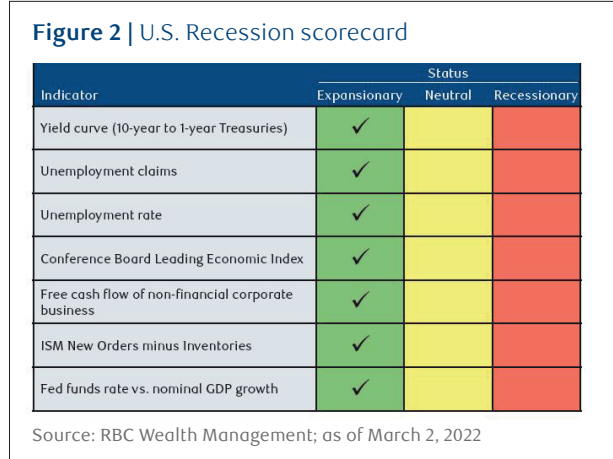 Figure 2 | U.S. Recession scorecard
Status
Indicator Expansionary Neutral Recessionary
Yield curve (10-year to 1-year Treasuries) ✓
Unemployment claims ✓
Unemployment rate ✓
Conference Board Leading Economic Index ✓
Free cash flow of non-financial corporate
business ✓
ISM New Orders minus Inventories ✓
Fed funds rate vs. nominal GDP growth ✓
Source: RBC Wealth Management; as of March 2, 2022